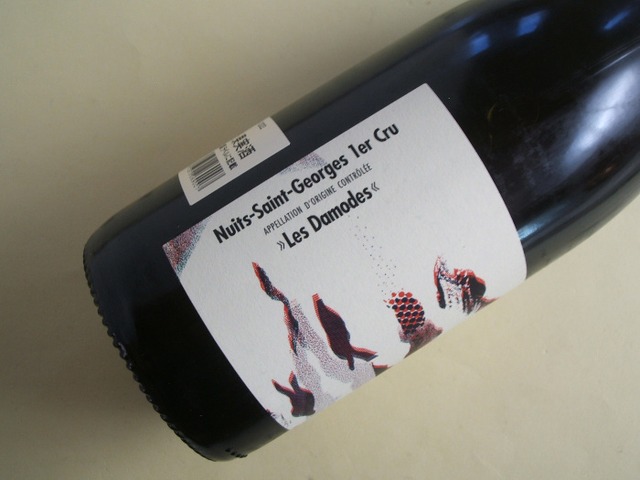 Nuits-Saint-Georges 1er Cru
APPELLATION D'ORIGINE CONTRÔLÉE
»Les Damodes«